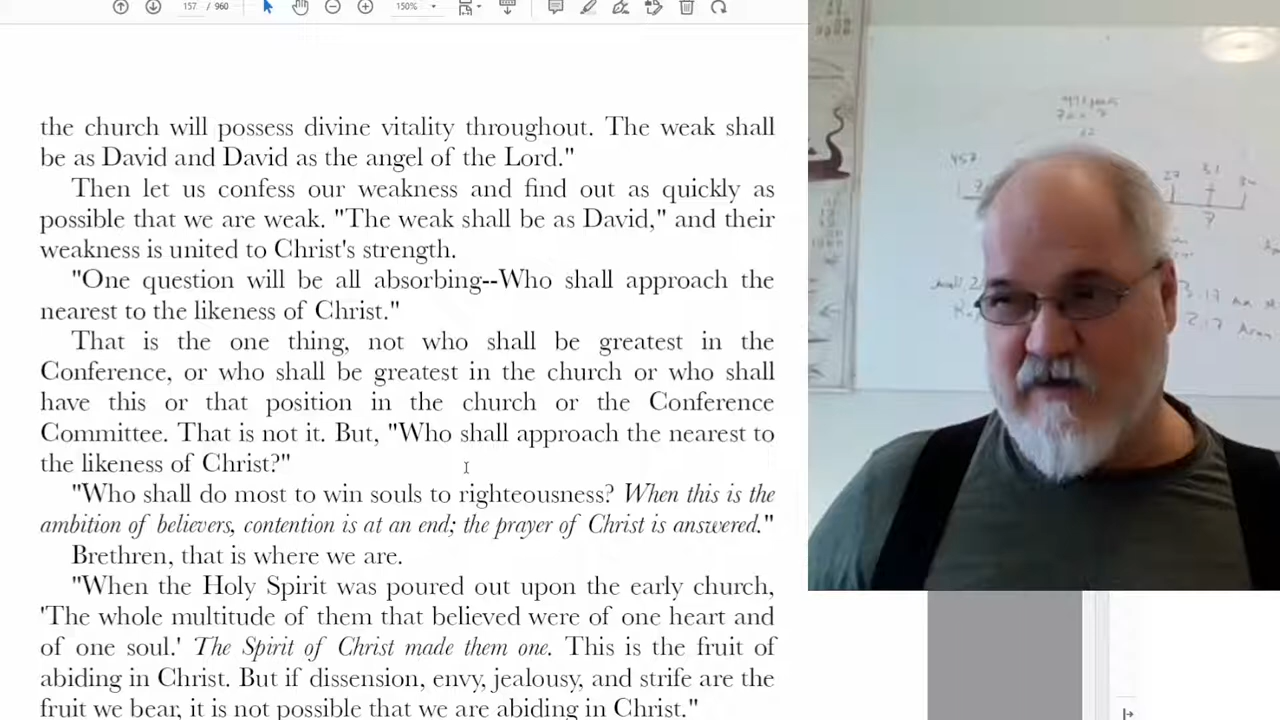 157 / 960
150%
the church will possess divine vitality throughout. The weak shall
be as David and David as the angel of the Lord."
Then let us confess our weakness and find out as quickly as
possible that we are weak. "The weak shall be as David," and their
weakness is united to Christ's strength.
"One question will be all absorbing--Who shall approach the
nearest to the likeness of Christ."
That is the one thing, not who shall be greatest in the
Conference, or who shall be greatest in the church or who shall
have this or that position in the church or the Conference
Committee. That is not it. But, "Who shall approach the nearest to
the likeness of Christ?"
"Who shall do most to win souls to righteousness? When this is the
ambition of believers, contention is at an end; the prayer of Christ is answered."
Brethren, that is where we are.
"When the Holy Spirit was poured out upon the early church,
'The whole multitude of them that believed were of one heart and
of one soul.' The Spirit of Christ made them one. This is the fruit of
abiding in Christ. But if dissension, envy, jealousy, and strife are the
fruit we bear, it is not possible that we are abiding in Christ."
457
27 31 34
7